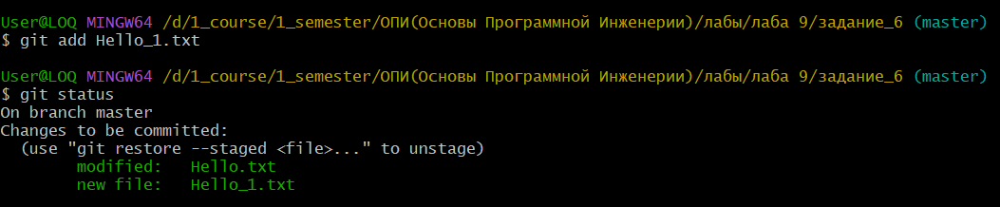 User@LOQ MINGW64 /d/1_course/1_semester/ОПИ(Основы Программной Инженерии)/лабы/лаба 9/задание_6 (master)
$ git add Hello_1.txt
User@LOQ MINGW64 /d/1_course/1_semester/ОПИ(Основы Программной Инженерии)/лабы/лаба 9/задание_6 (master)
$ git status
On branch master
Changes to be committed:
  (use "git restore --staged <file>..." to unstage)
        modified:   Hello.txt
        new file:   Hello_1.txt